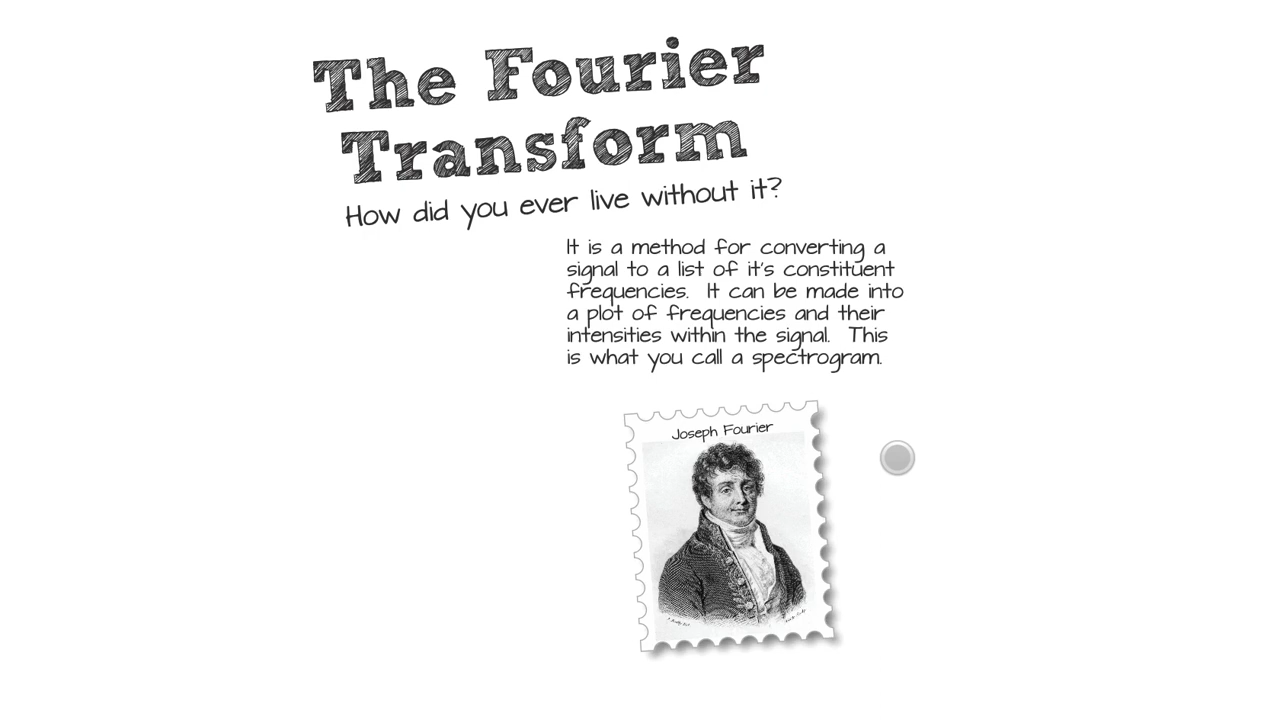 The Fourier
Transform
How did you ever live without it?
It is a method for converting a
signal to a list of it's constituent
frequencies. It can be made into
a plot of frequencies and their
intensities within the signal. This
is what you call a spectrogram.
Joseph Fourier